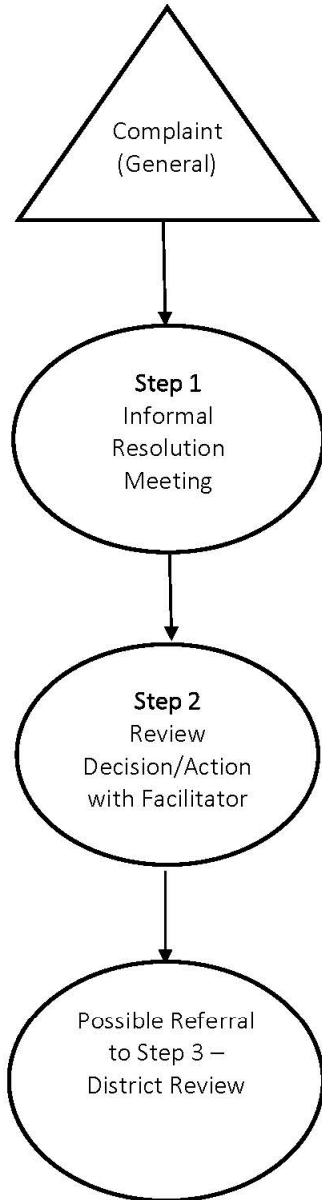 Complaint
(General)
Step 1
Informal
Resolution
Meeting
Step 2
Review
Decision/Action
with Facilitator
Possible Referral
to Step 3 –
District Review